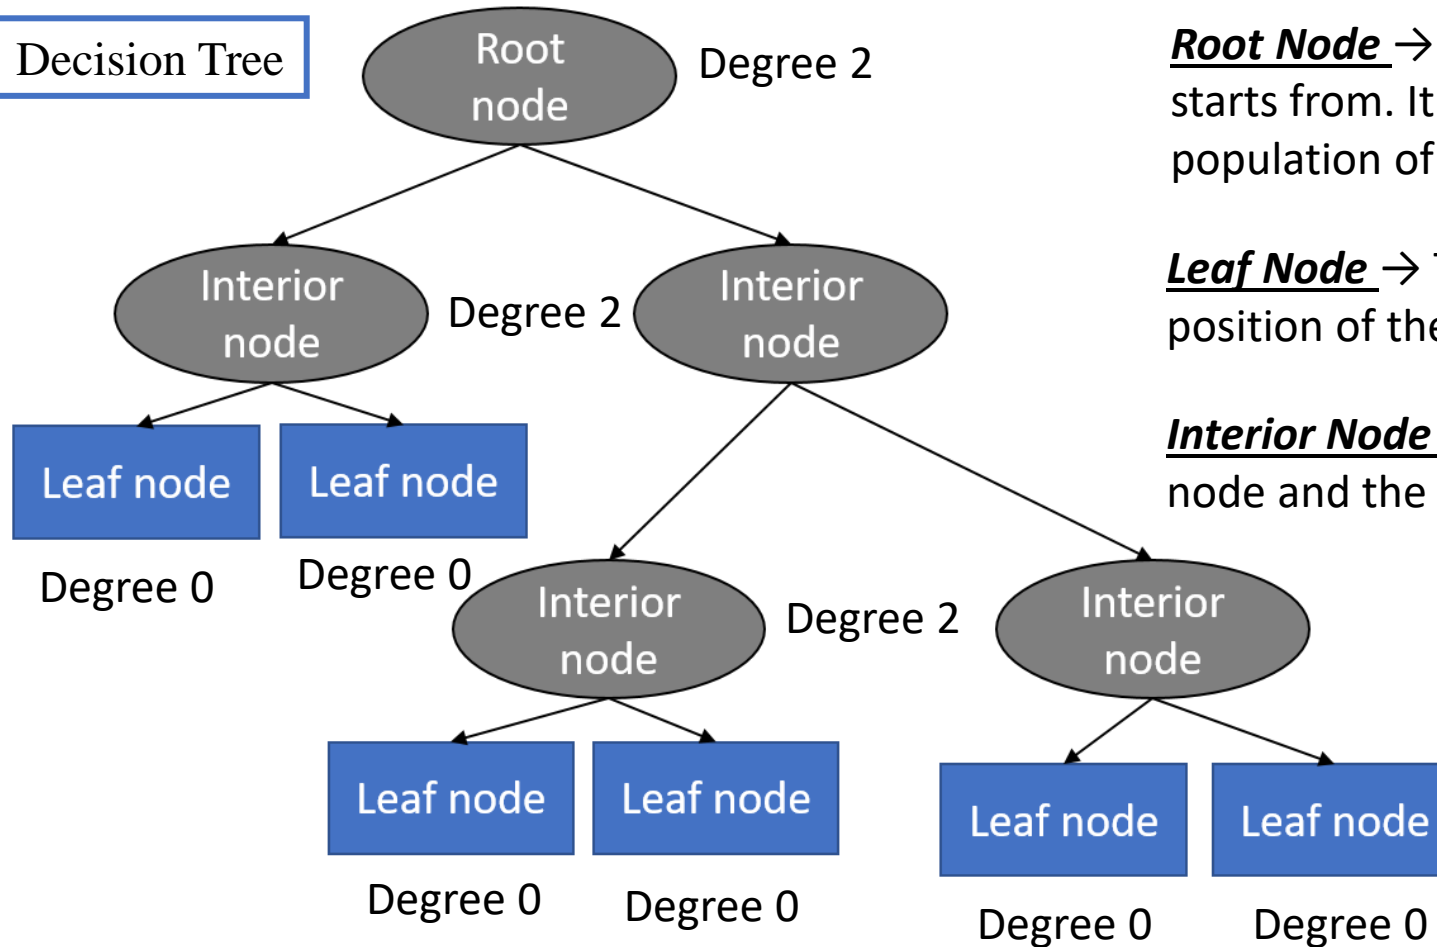 Decision Tree
Root
node
Degree 2
Root Node →
starts from. It
population of
Interior
node
Degree 2
Interior
node
Leaf Node →
position of the
Interior Node
node and the
Leaf node
Leaf node
Degree 0
Degree 0
Interior
node
Degree 2
Interior
node
Leaf node
Leaf node
Leaf node
Leaf node
Degree 0
Degree 0
Degree 0
Degree 0